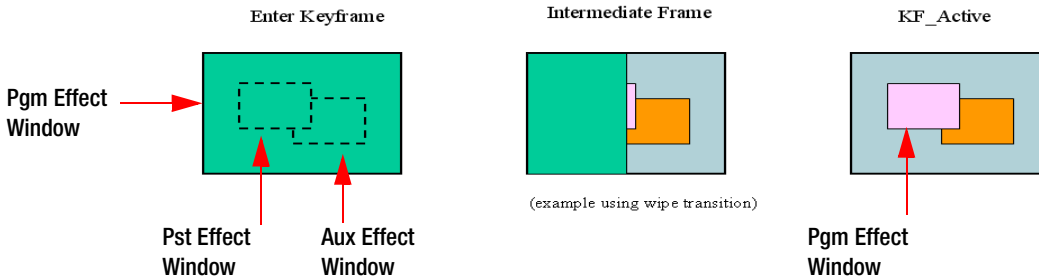 Enter Keyframe
Intermediate Frame
KF_Active
Pgm Effect
Window
(example using wipe transition)
Pst Effect
Window
Aux Effect
Window
Pgm Effect
Window